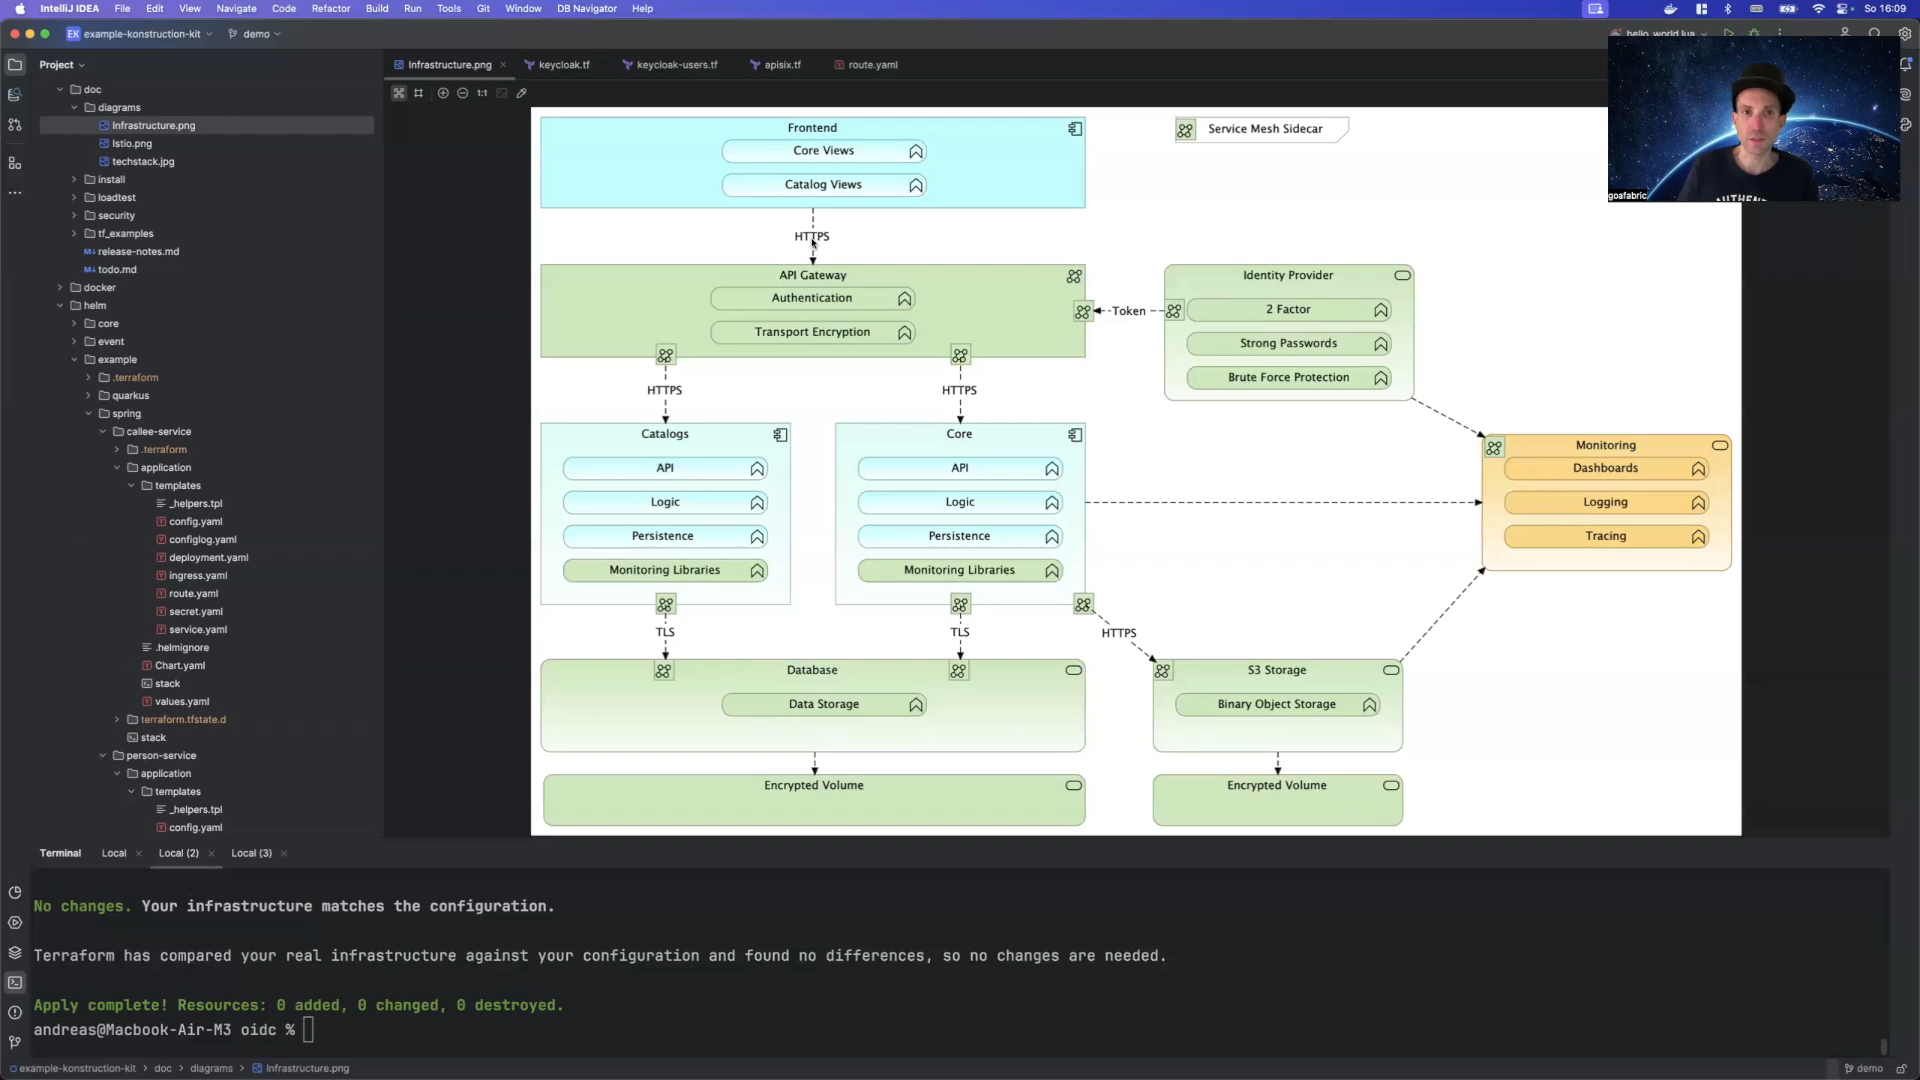 IntelliJ IDEA File Edit View Navigate Code Refactor Build Run Tools Git Window DB Navigator Help So 16:09
EK example-konstruction-kit demo hello_world.lua
Project
Infrastructure.png keycloak.tf keycloak-users.tf apisix.tf route.yaml
1:1
doc
diagrams
Infrastructure.png
Istio.png
techstack.jpg
install
loadtest
security
tf_examples
M↓ release-notes.md
M↓ todo.md
docker
helm
core
event
example
.terraform
quarkus
spring
callee-service
.terraform
application
templates
_helpers.tpl
config.yaml
configlog.yaml
deployment.yaml
ingress.yaml
route.yaml
secret.yaml
service.yaml
.helmignore
Chart.yaml
stack
values.yaml
terraform.tfstate.d
stack
person-service
application
templates
_helpers.tpl
config.yaml
Frontend
Core Views
Catalog Views
Service Mesh Sidecar
goafabric
HTTPS
API Gateway
Authentication
Transport Encryption
Token
Identity Provider
2 Factor
Strong Passwords
Brute Force Protection
HTTPS
HTTPS
Catalogs
API
Logic
Persistence
Monitoring Libraries
Core
API
Logic
Persistence
Monitoring Libraries
Monitoring
Dashboards
Logging
Tracing
TLS
TLS
HTTPS
Database
Data Storage
S3 Storage
Binary Object Storage
Encrypted Volume
Encrypted Volume
Terminal Local Local (2) Local (3)
No changes. Your infrastructure matches the configuration.
Terraform has compared your real infrastructure against your configuration and found no differences, so no changes are needed.
Apply complete! Resources: 0 added, 0 changed, 0 destroyed.
andreas@Macbook-Air-M3 oidc %
example-konstruction-kit > doc > diagrams > Infrastructure.png demo